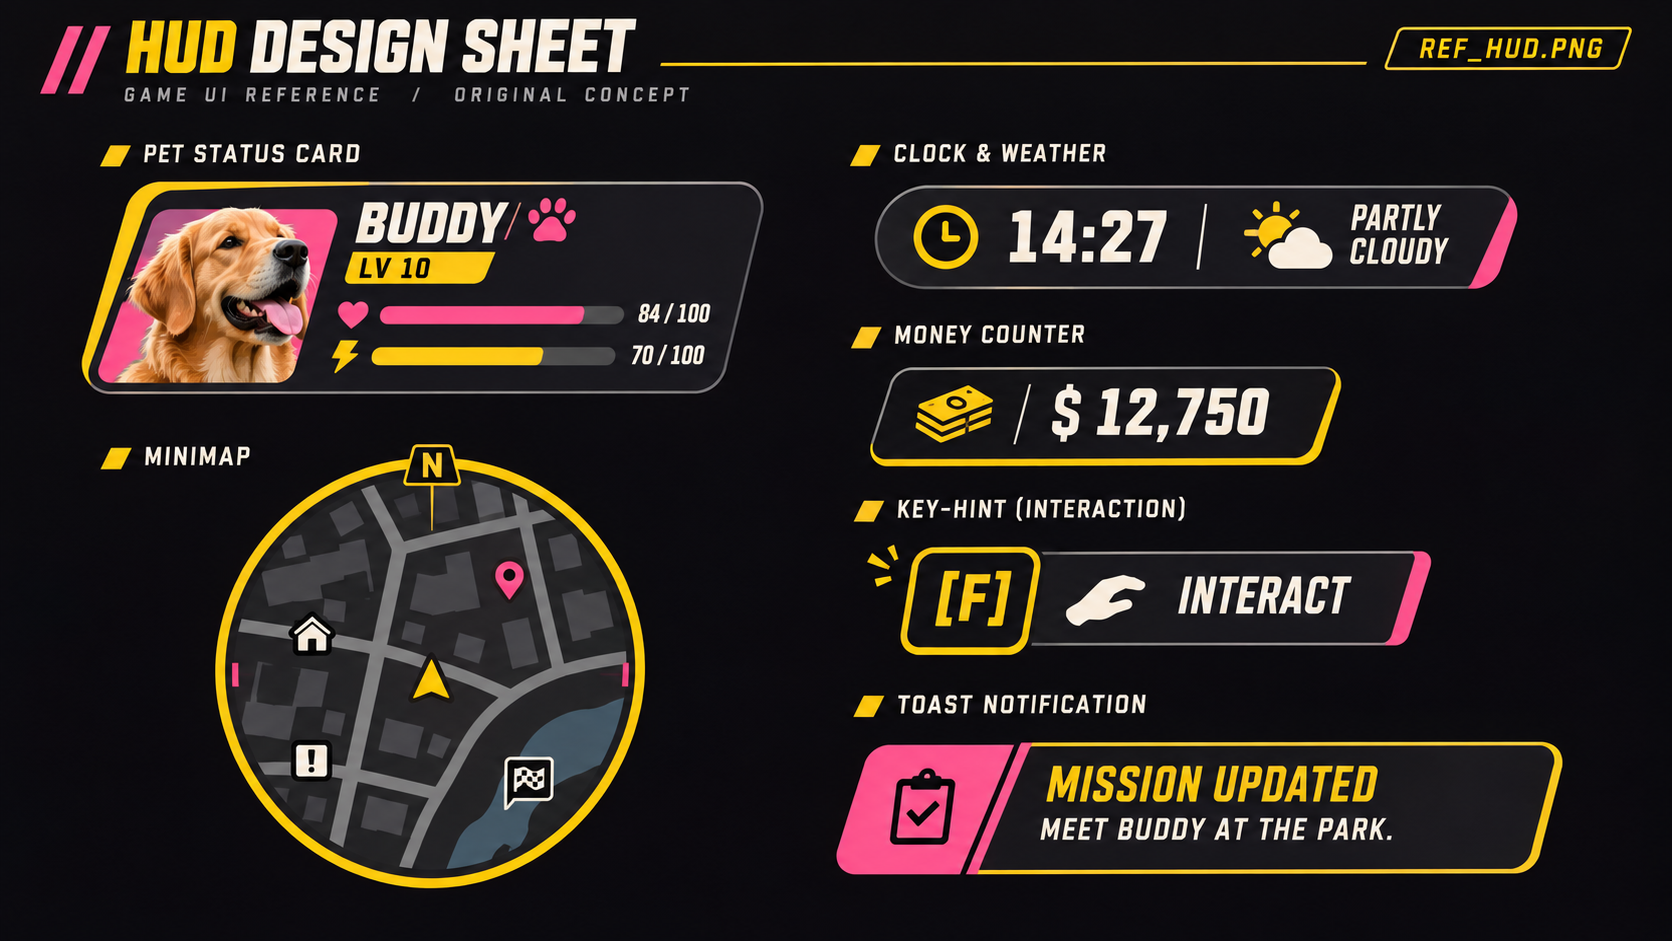 HUD DESIGN SHEET
REF_HUD.PNG
GAME UI REFERENCE / ORIGINAL CONCEPT
PET STATUS CARD
BUDDY/
LV 10
84 / 100
70 / 100
MINIMAP
N
!
CLOCK & WEATHER
14:27
PARTLY
CLOUDY
MONEY COUNTER
$ 12,750
KEY-HINT (INTERACTION)
[F] INTERACT
TOAST NOTIFICATION
MISSION UPDATED
MEET BUDDY AT THE PARK.